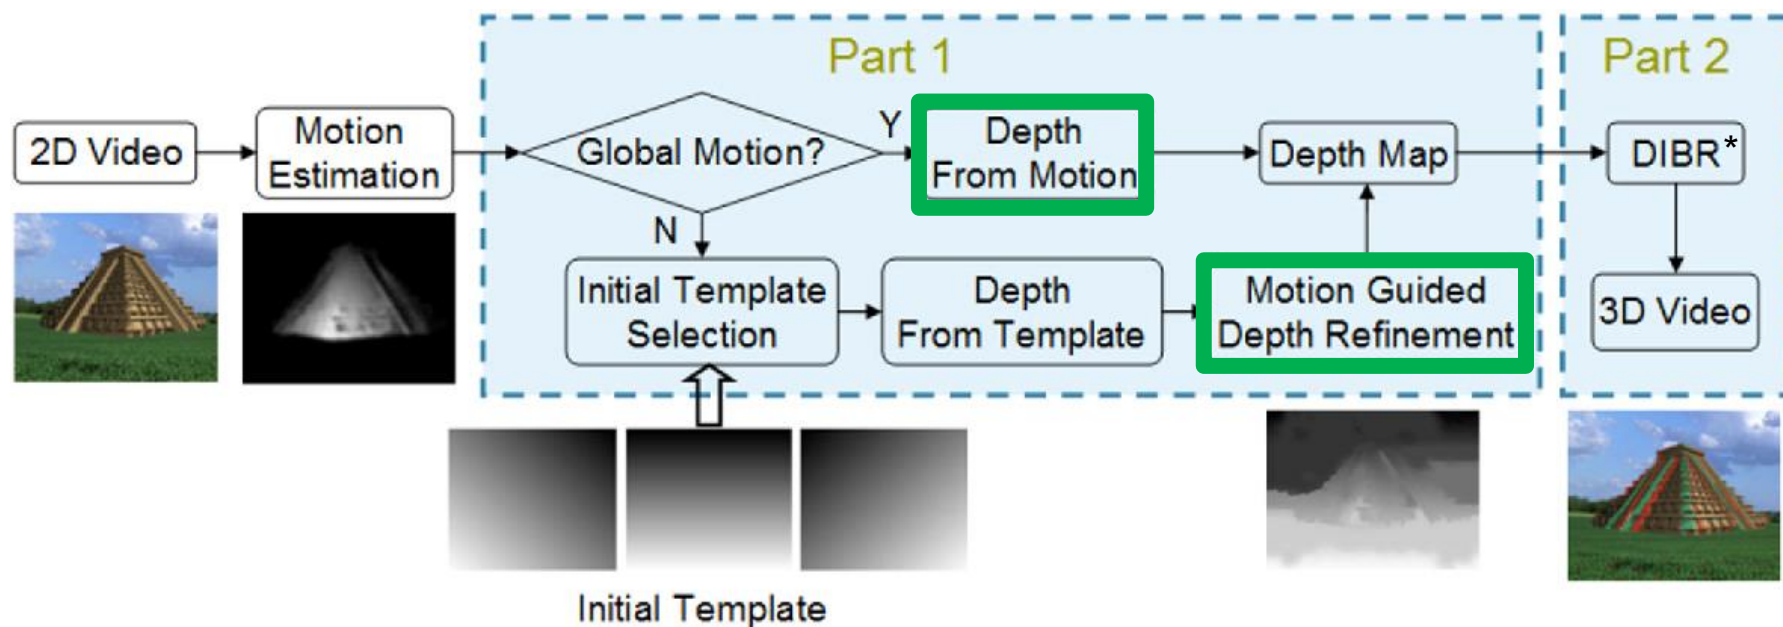 Part 1
Part 2
2D Video
Motion
Estimation
Global Motion?
Y
Depth
From Motion
Depth Map
DIBR*
N
Initial Template
Selection
Depth
From Template
Motion Guided
Depth Refinement
3D Video
Initial Template